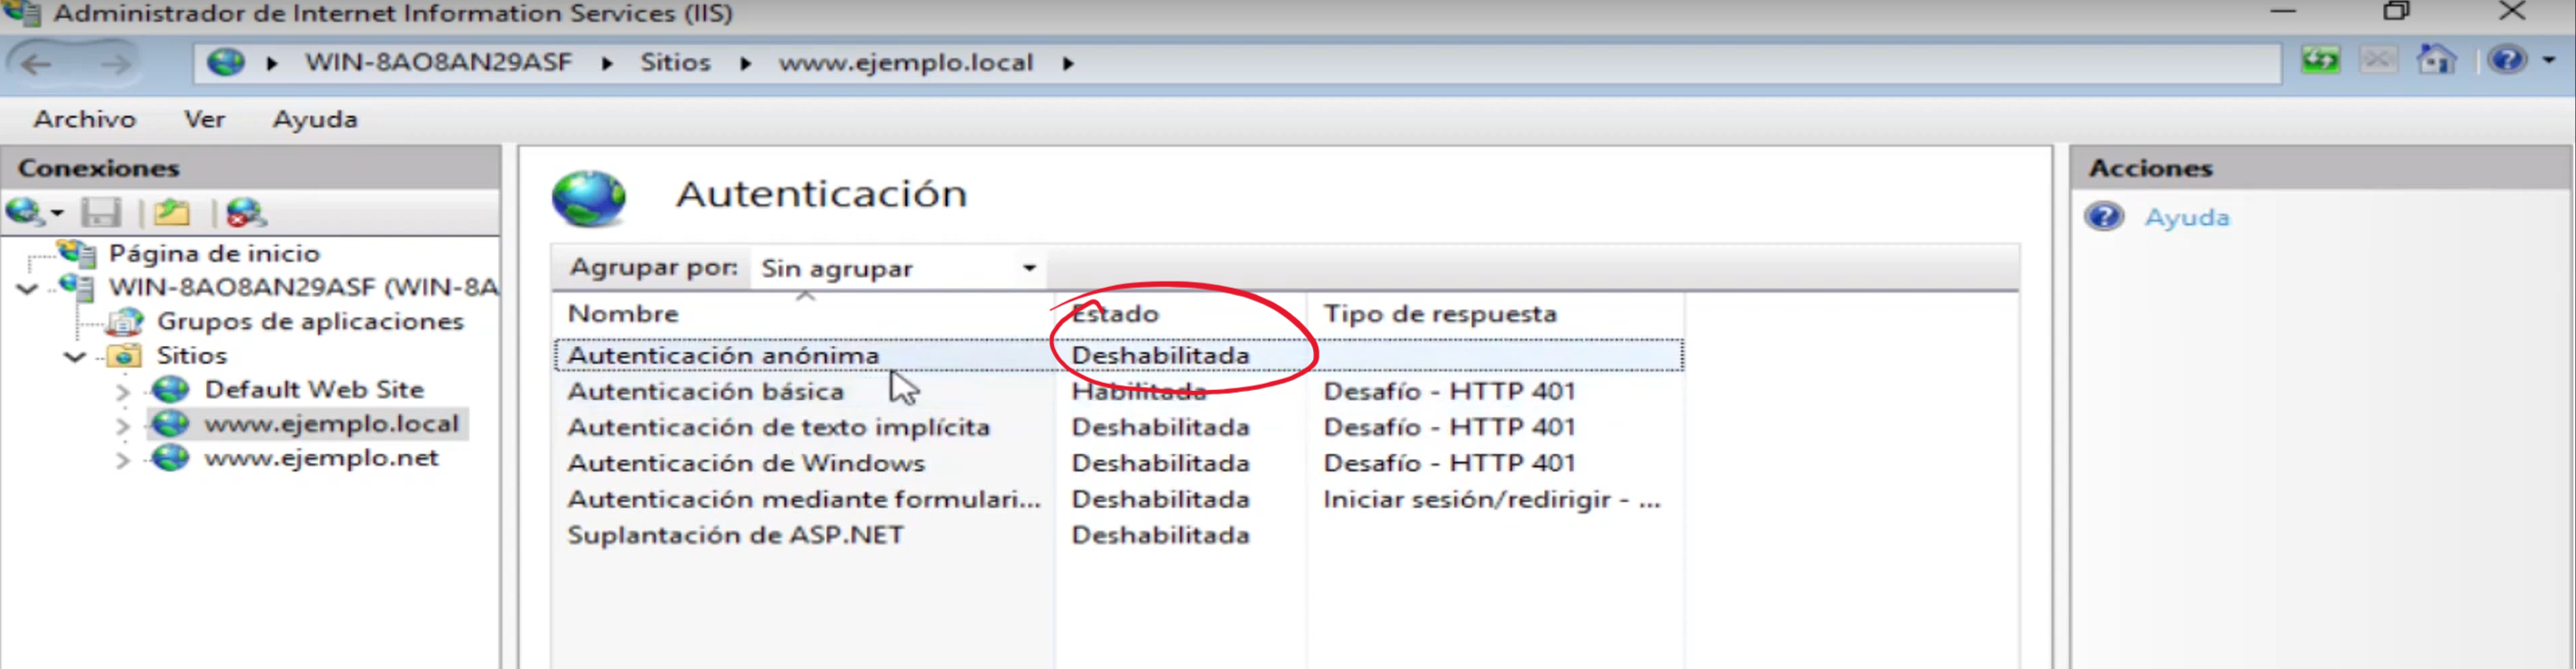 Administrador de Internet Information Services (IIS)
WIN-8AO8AN29ASF Sitios www.ejemplo.local
Archivo Ver Ayuda
Conexiones
Página de inicio
WIN-8AO8AN29ASF (WIN-8A
Grupos de aplicaciones
Sitios
Default Web Site
www.ejemplo.local
www.ejemplo.net
Autenticación
Agrupar por: Sin agrupar
Nombre Estado Tipo de respuesta
Autenticación anónima Deshabilitada
Autenticación básica Habilitada Desafío - HTTP 401
Autenticación de texto implícita Deshabilitada Desafío - HTTP 401
Autenticación de Windows Deshabilitada Desafío - HTTP 401
Autenticación mediante formulari... Deshabilitada Iniciar sesión/redirigir - ...
Suplantación de ASP.NET Deshabilitada
Acciones
Ayuda